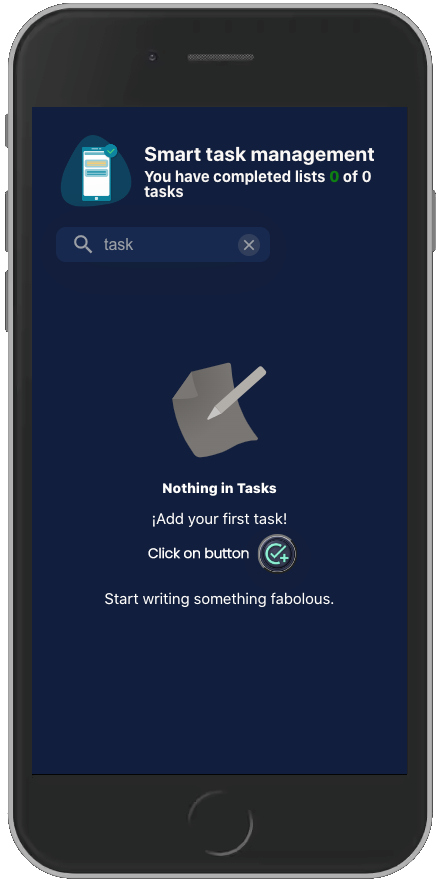 Smart task management
You have completed lists 0 of 0
tasks
task
Nothing in Tasks
¡Add your first task!
Click on button
Start writing something fabolous.